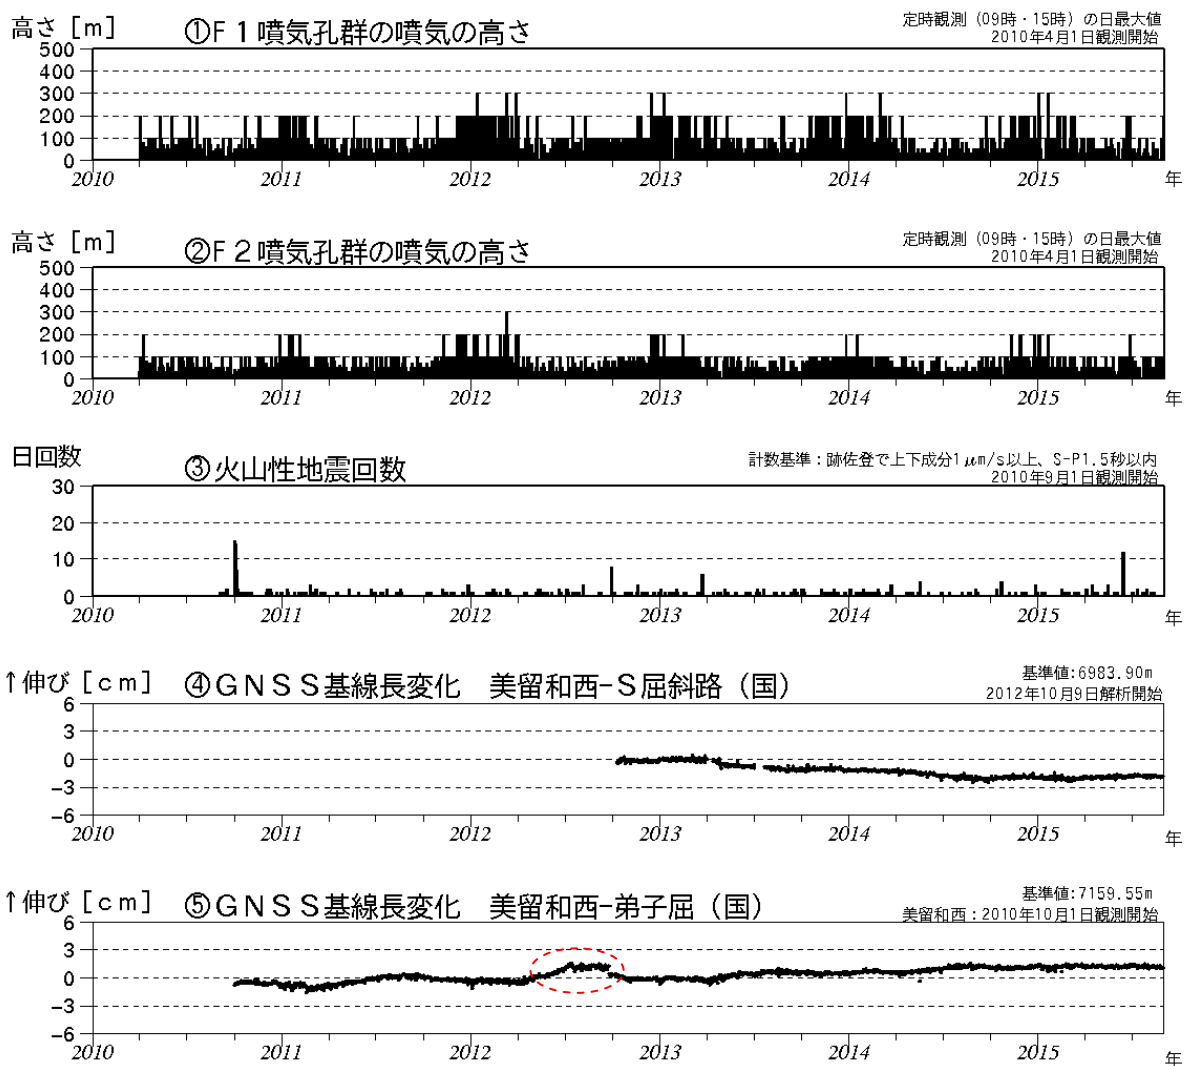 高さ［m］
①F１噴気孔群の噴気の高さ
定時観測（09時・15時）の日最大値
2010年4月1日観測開始
500
400
300
200
100
0
2010 2011 2012 2013 2014 2015 年
高さ［m］
②F２噴気孔群の噴気の高さ
定時観測（09時・15時）の日最大値
2010年4月1日観測開始
500
400
300
200
100
0
2010 2011 2012 2013 2014 2015 年
日回数
③火山性地震回数
計数基準：跡佐登で上下成分1μm/s以上、S-P1.5秒以内
2010年9月1日観測開始
30
20
10
0
2010 2011 2012 2013 2014 2015 年
↑伸び［ｃｍ］
④ＧＮＳＳ基線長変化　美留和西-Ｓ屈斜路（国）
基準値:6983.90m
2012年10月9日解析開始
6
3
0
-3
-6
2010 2011 2012 2013 2014 2015 年
↑伸び［ｃｍ］
⑤ＧＮＳＳ基線長変化　美留和西-弟子屈（国）
基準値:7159.55m
美留和西：2010年10月1日観測開始
6
3
0
-3
-6
2010 2011 2012 2013 2014 2015 年